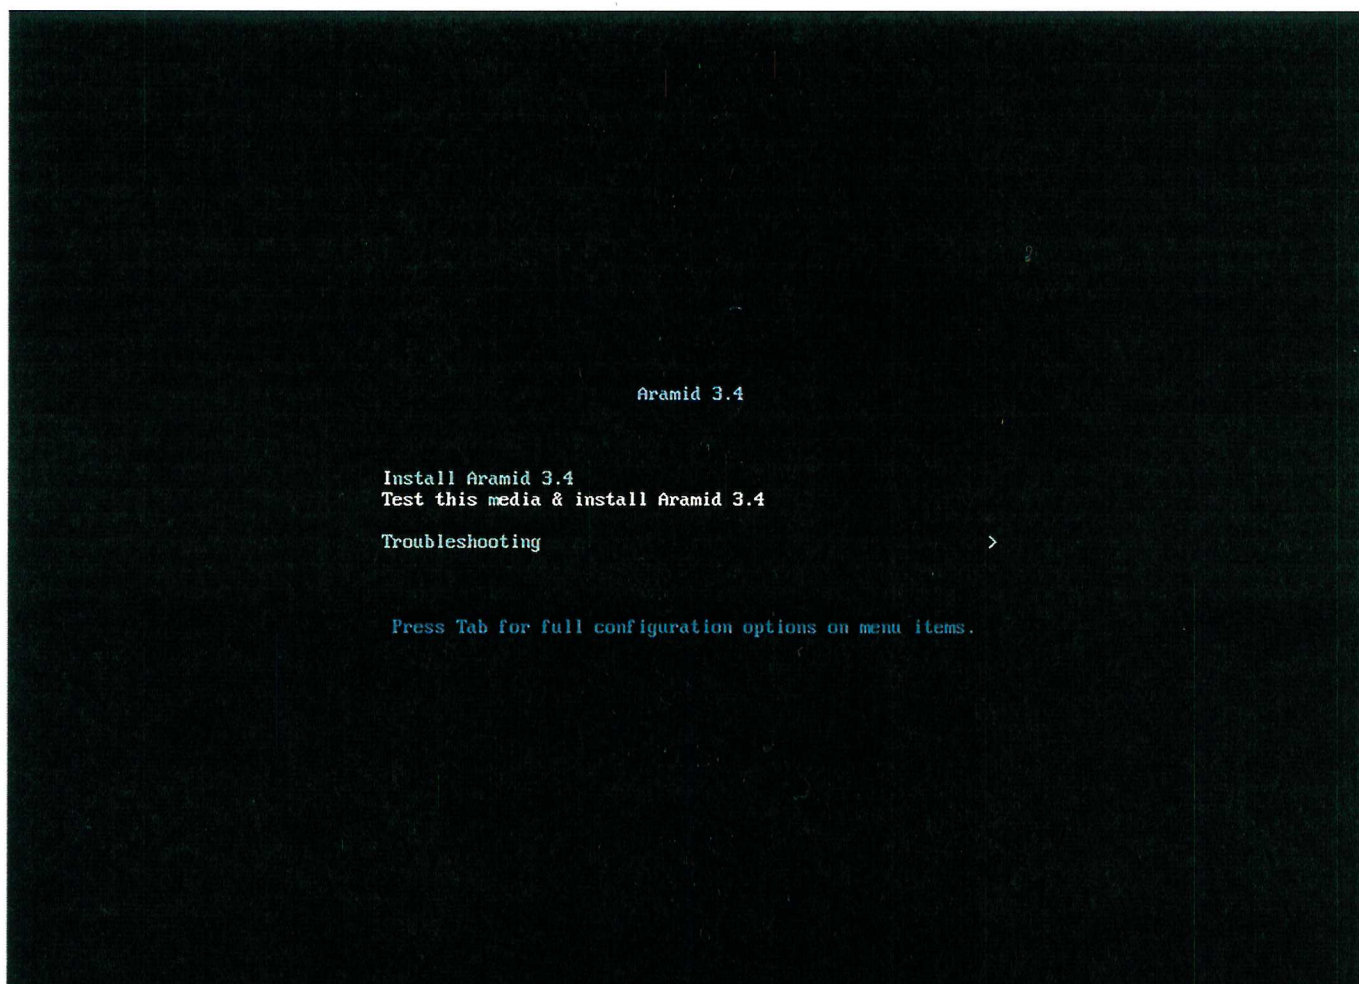 Aramid 3.4
Install Aramid 3.4
Test this media & install Aramid 3.4
Troubleshooting >
Press Tab for full configuration options on menu items.